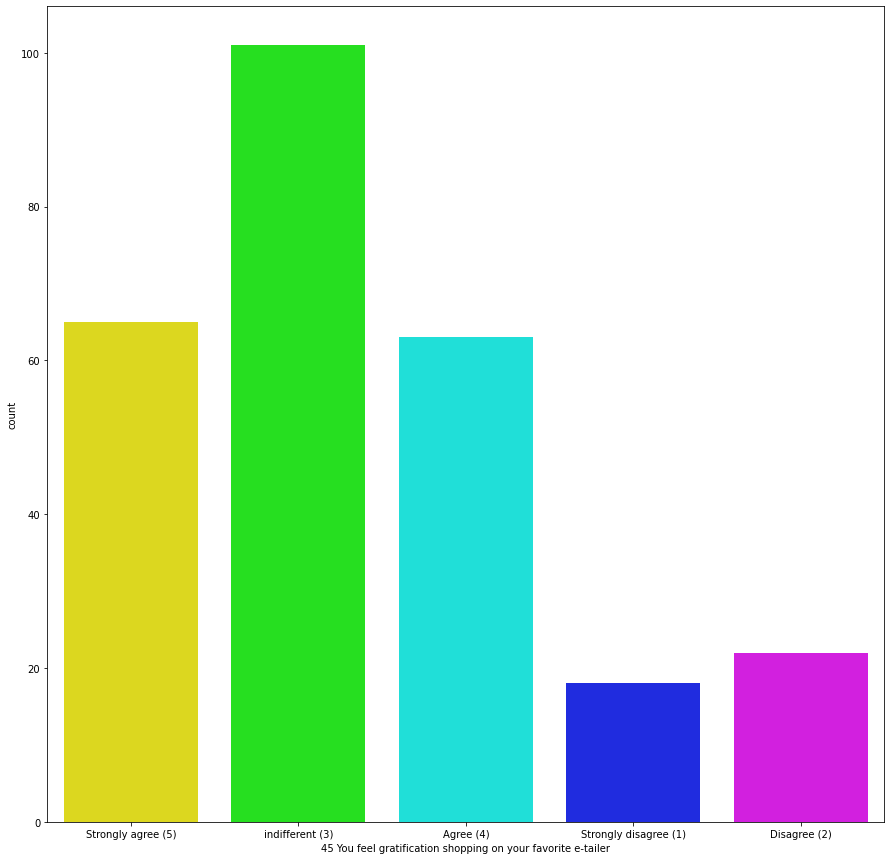 100
80
60
40
20
0
count
Strongly agree (5) indifferent (3) Agree (4) Strongly disagree (1) Disagree (2)
45 You feel gratification shopping on your favorite e-tailer